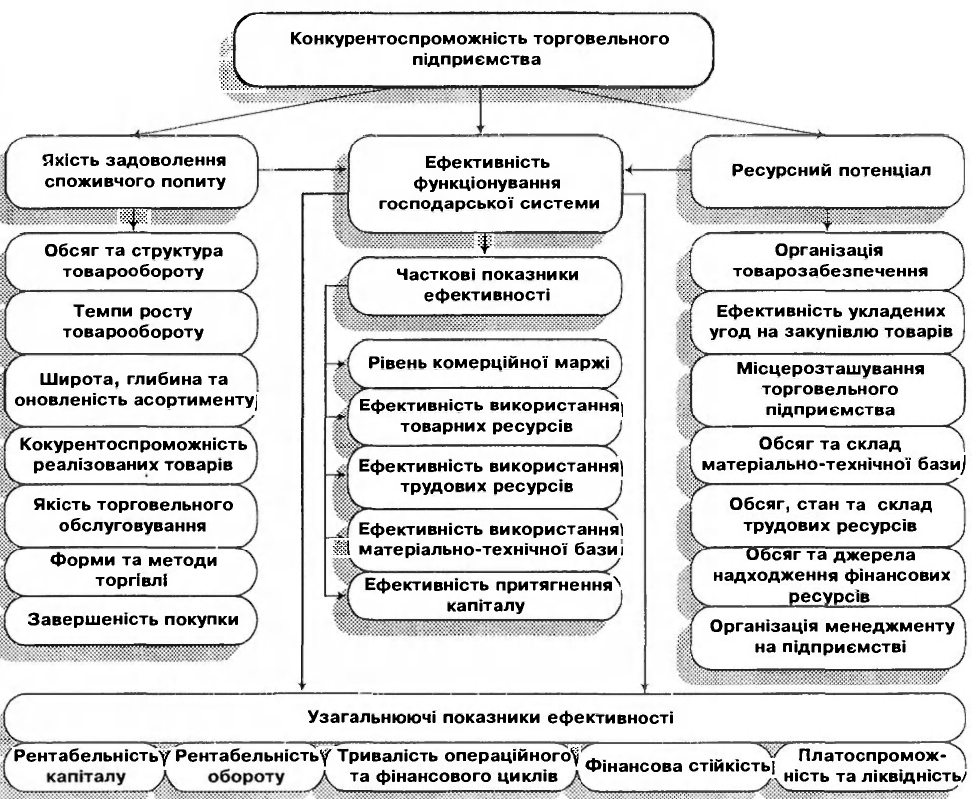 Конкурентоспроможність торговельного
підприємства
Якість задоволення
споживчого попиту
Ефективність
функціонування
господарської системи
Ресурсний потенціал
Обсяг та структура
товарообороту
Темпи росту
товарообороту
Широта, глибина та
оновленість асортименту
Кокурентоспроможність
реалізованих товарів
Якість торговельного
обслуговування
Форми та методи
торгівлі
Завершеність покупки
Часткові показники
ефективності
Рівень комерційної маржі
Ефективність використання
товарних ресурсів
Ефективність використання
трудових ресурсів
Ефективність використання
матеріально-технічної бази
Ефективність притягнення
капіталу
Організація
товарозабезпечення
Ефективність укладених
угод на закупівлю товарів
Місцерозташування
торговельного
підприємства
Обсяг та склад
матеріально-технічної бази
Обсяг, стан та склад
трудових ресурсів
Обсяг та джерела
надходження фінансових
ресурсів
Організація менеджменту
на підприємстві
Узагальнюючі показники ефективності
Рентабельність
капіталу
Рентабельність
обороту
Тривалість операційного
та фінансового циклів
Фінансова стійкість
Платоспромож-
ність та ліквідність